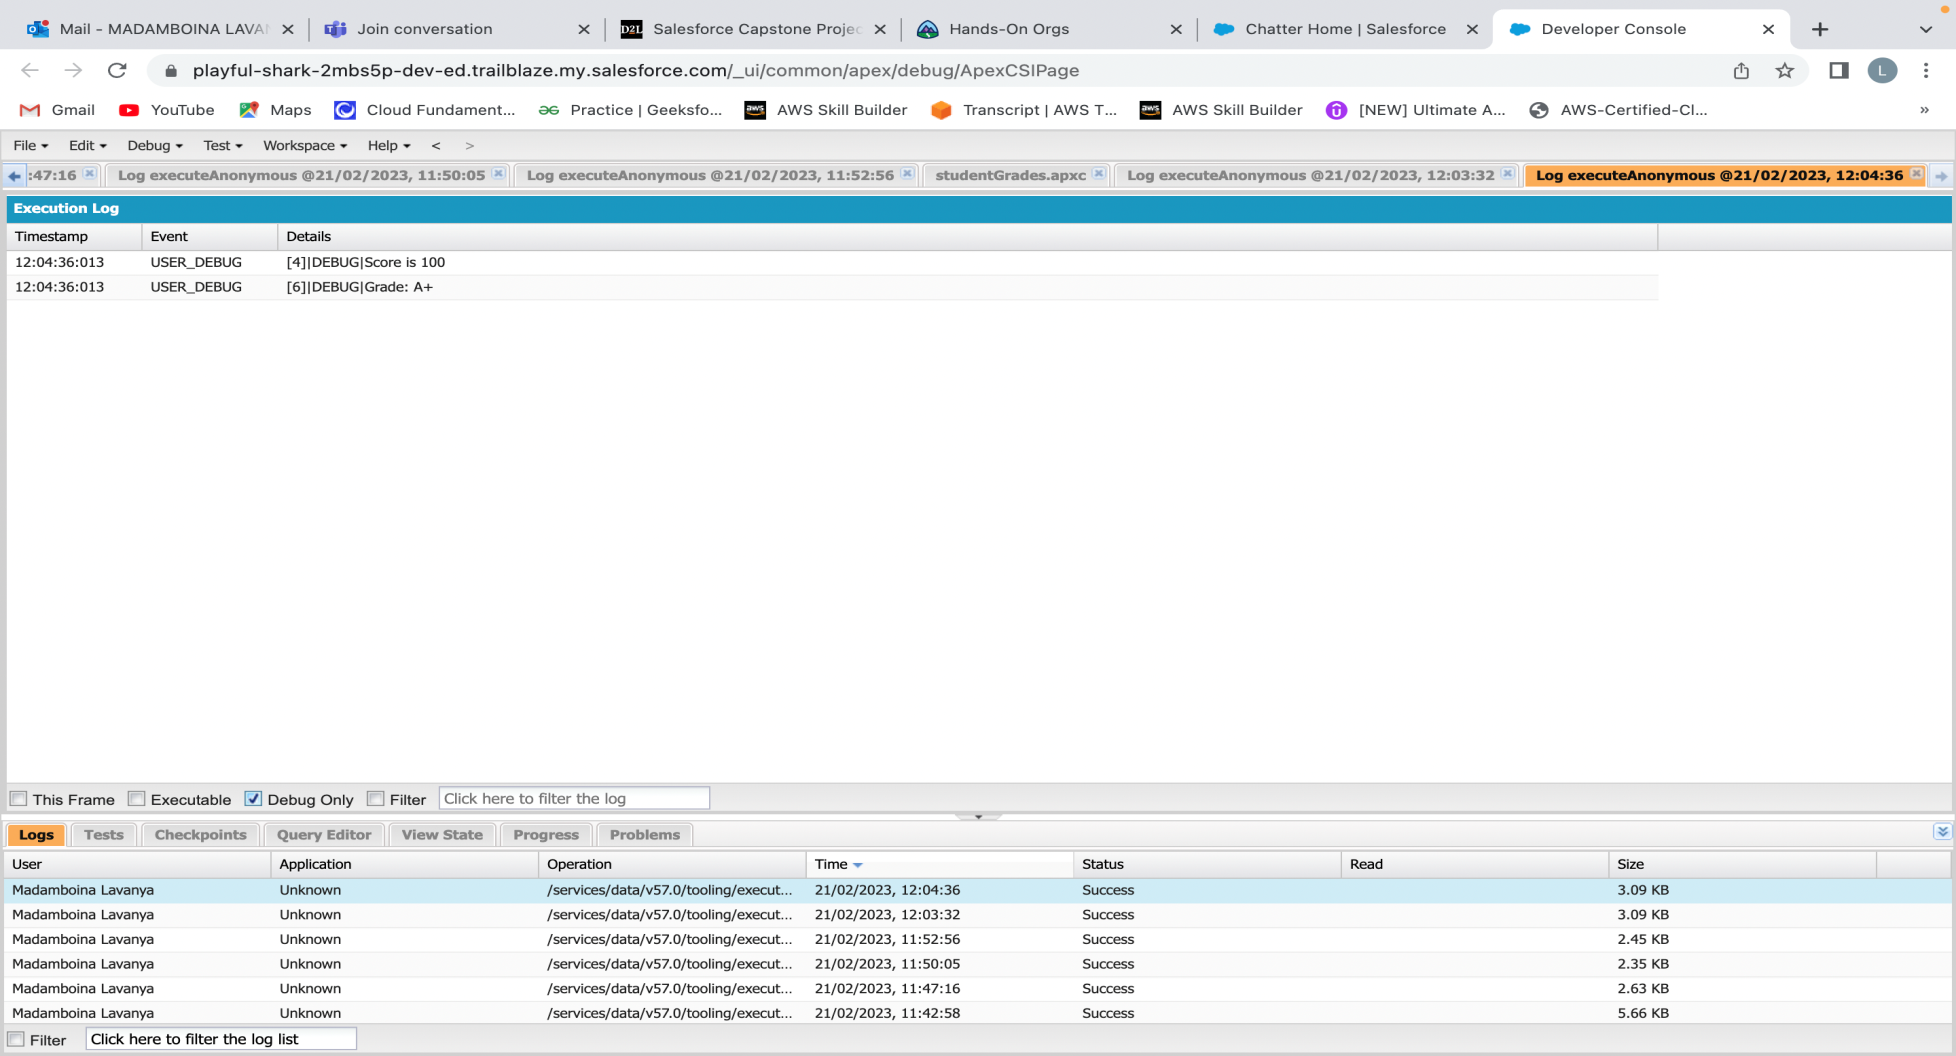 Mail - MADAMBOINA LAVA
Join conversation
D2L Salesforce Capstone Projec
Hands-On Orgs
Chatter Home | Salesforce
Developer Console
playful-shark-2mbs5p-dev-ed.trailblaze.my.salesforce.com/_ui/common/apex/debug/ApexCSIPage
L
Gmail
YouTube
Maps
Cloud Fundament...
Practice | Geeksfo...
aws AWS Skill Builder
Transcript | AWS T...
aws AWS Skill Builder
[NEW] Ultimate A...
AWS-Certified-Cl...
»
File Edit Debug Test Workspace Help < >
:47:16
Log executeAnonymous @21/02/2023, 11:50:05
Log executeAnonymous @21/02/2023, 11:52:56
studentGrades.apxc
Log executeAnonymous @21/02/2023, 12:03:32
Log executeAnonymous @21/02/2023, 12:04:36
Execution Log
Timestamp Event Details
12:04:36:013 USER_DEBUG [4]|DEBUG|Score is 100
12:04:36:013 USER_DEBUG [6]|DEBUG|Grade: A+
This Frame Executable Debug Only Filter Click here to filter the log
Logs Tests Checkpoints Query Editor View State Progress Problems
User Application Operation Time Status Read Size
Madamboina Lavanya Unknown /services/data/v57.0/tooling/execut... 21/02/2023, 12:04:36 Success 3.09 KB
Madamboina Lavanya Unknown /services/data/v57.0/tooling/execut... 21/02/2023, 12:03:32 Success 3.09 KB
Madamboina Lavanya Unknown /services/data/v57.0/tooling/execut... 21/02/2023, 11:52:56 Success 2.45 KB
Madamboina Lavanya Unknown /services/data/v57.0/tooling/execut... 21/02/2023, 11:50:05 Success 2.35 KB
Madamboina Lavanya Unknown /services/data/v57.0/tooling/execut... 21/02/2023, 11:47:16 Success 2.63 KB
Madamboina Lavanya Unknown /services/data/v57.0/tooling/execut... 21/02/2023, 11:42:58 Success 5.66 KB
Filter Click here to filter the log list